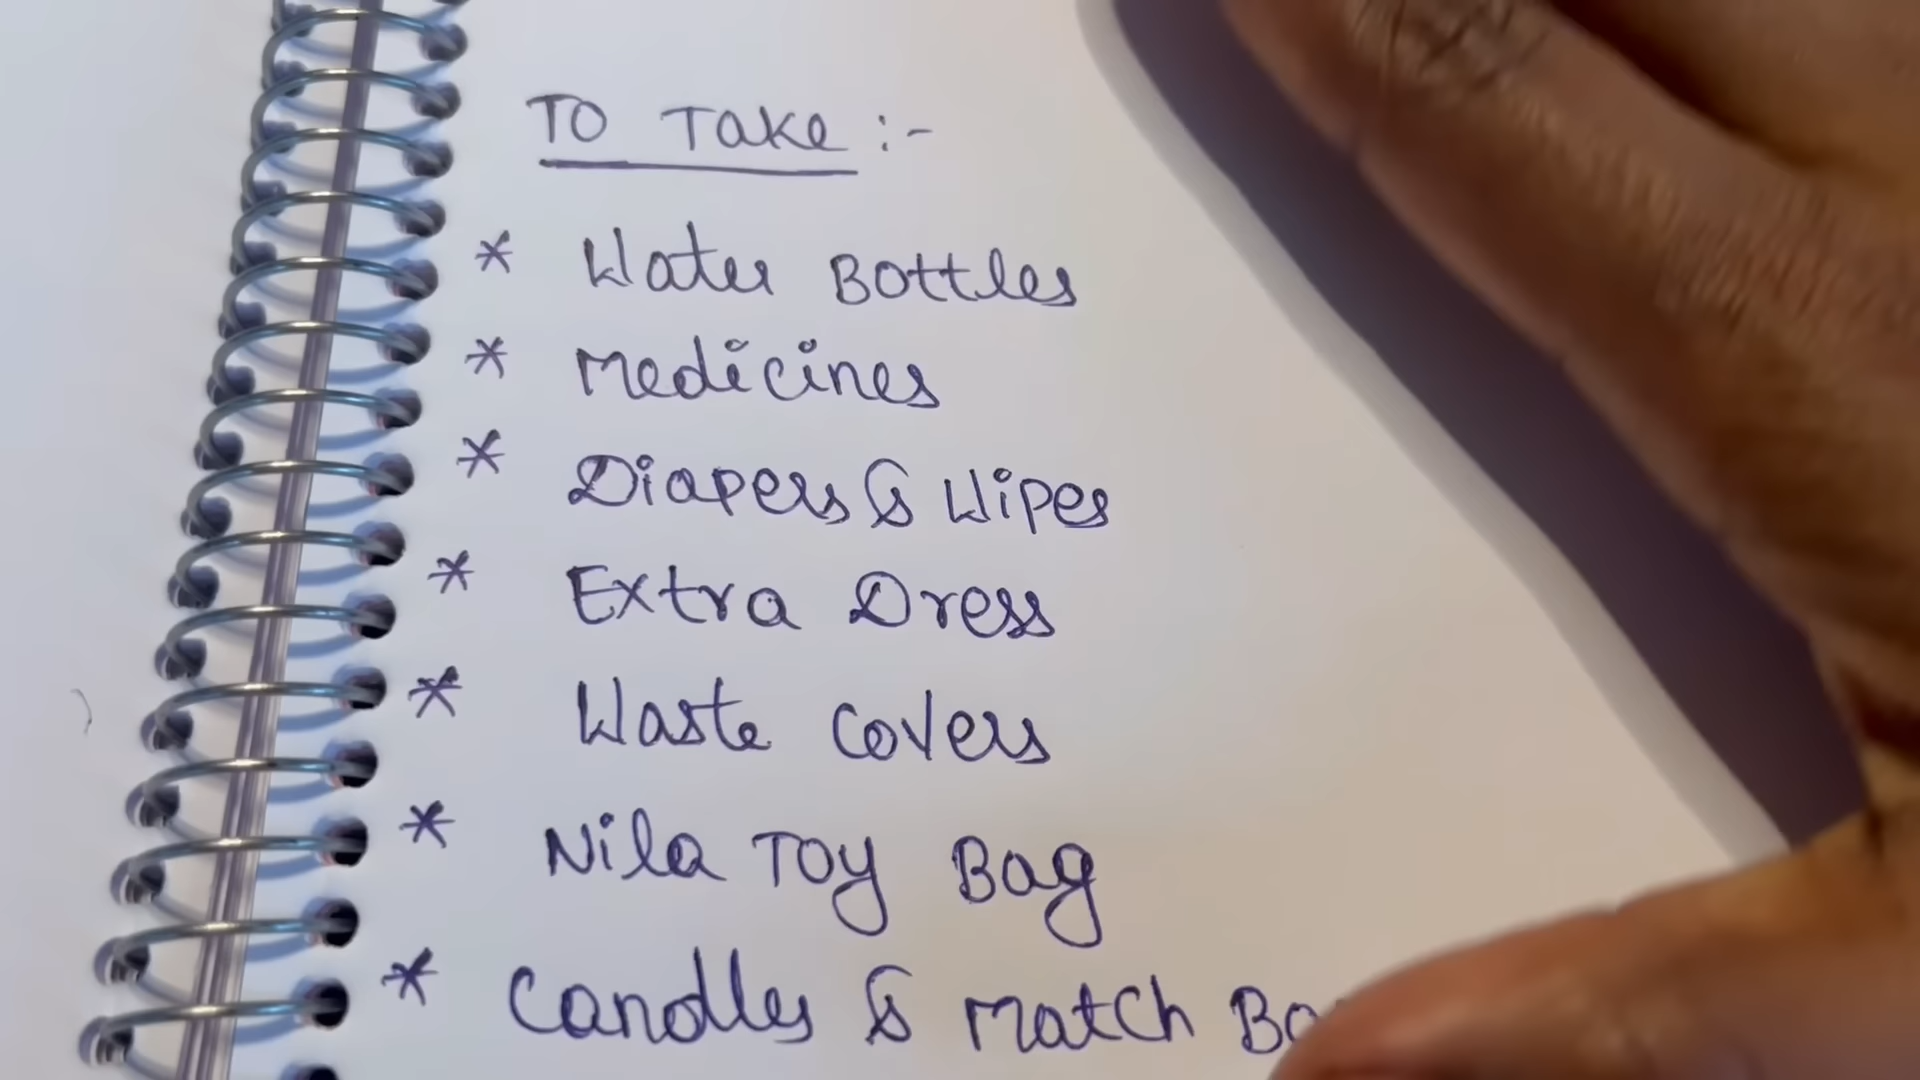 TO Take :-
* Water Bottles
* Medicines
* Diapers & Wipes
* Extra Dress
* Waste Covers
* Nila Toy Bag
* Candles & Match